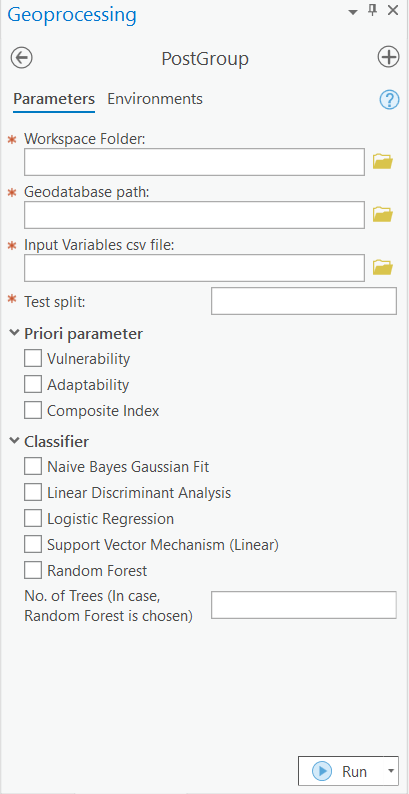 Geoprocessing
PostGroup
Parameters Environments
* Workspace Folder:
* Geodatabase path:
* Input Variables csv file:
* Test split:
Priori parameter
Vulnerability
Adaptability
Composite Index
Classifier
Naive Bayes Gaussian Fit
Linear Discriminant Analysis
Logistic Regression
Support Vector Mechanism (Linear)
Random Forest
No. of Trees (In case,
Random Forest is chosen)
Run